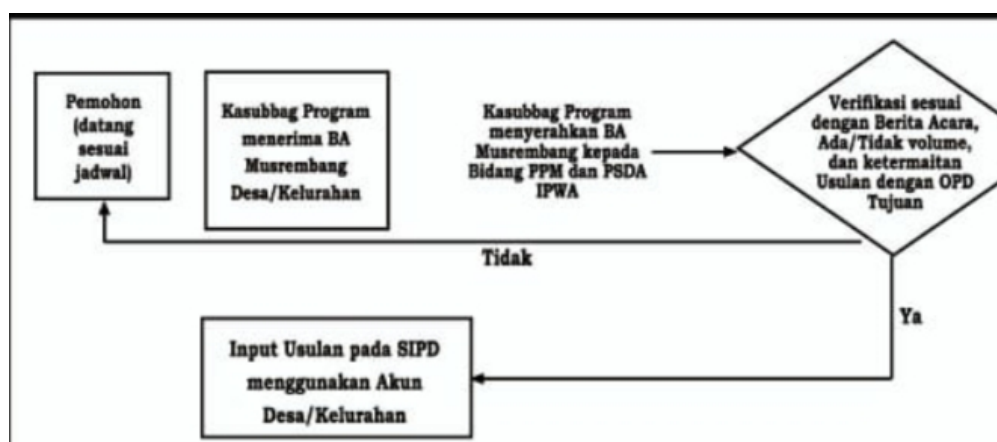 Pemohon
(datang
sesuai
jadwal)
Kasubbag Program
menerima BA
Musrembang
Desa/Kelurahan
Kasubbag Program
menyerahkan BA
Musrembang kepada
Bidang PPM dan PSDA
IPWA
Verifikasi sesuai
dengan Berita Acara,
Ada/Tidak volume,
dan ketermaitan
Usulan dengan OPD
Tujuan
Tidak
Ya
Input Usulan pada SIPD
menggunakan Akun
Desa/Kelurahan